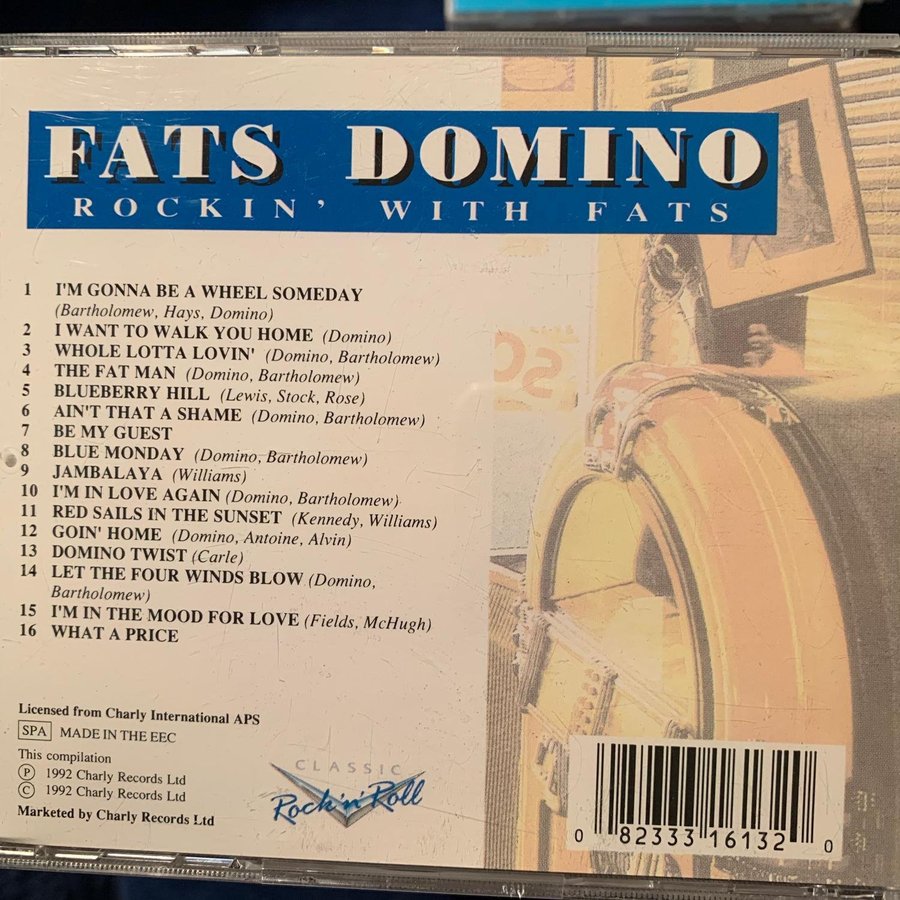 FATS DOMINO
ROCKIN' WITH FATS
1 I'M GONNA BE A WHEEL SOMEDAY
(Bartholomew, Hays, Domino)
2 I WANT TO WALK YOU HOME (Domino)
3 WHOLE LOTTA LOVIN' (Domino, Bartholomew)
4 THE FAT MAN (Domino, Bartholomew)
5 BLUEBERRY HILL (Lewis, Stock, Rose)
6 AIN'T THAT A SHAME (Domino, Bartholomew)
7 BE MY GUEST
8 BLUE MONDAY (Domino, Bartholomew)
9 JAMBALAYA (Williams)
10 I'M IN LOVE AGAIN (Domino, Bartholomew)
11 RED SAILS IN THE SUNSET (Kennedy, Williams)
12 GOIN' HOME (Domino, Antoine, Alvin)
13 DOMINO TWIST (Carle)
14 LET THE FOUR WINDS BLOW (Domino,
Bartholomew)
15 I'M IN THE MOOD FOR LOVE (Fields, McHugh)
16 WHAT A PRICE
Licensed from Charly International APS
SPA MADE IN THE EEC
This compilation
Ⓟ 1992 Charly Records Ltd
© 1992 Charly Records Ltd
Marketed by Charly Records Ltd
CLASSIC
Rock'n'Roll
0 82333 16132 0